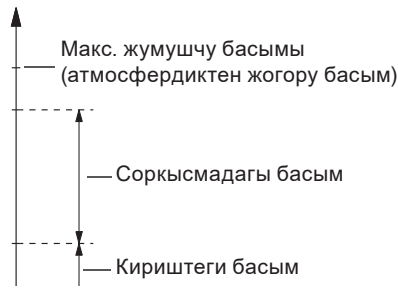 Макс. жумушчу басымы
(атмосфердиктен жогору басым)
Соркысмадагы басым
Кириштеги басым